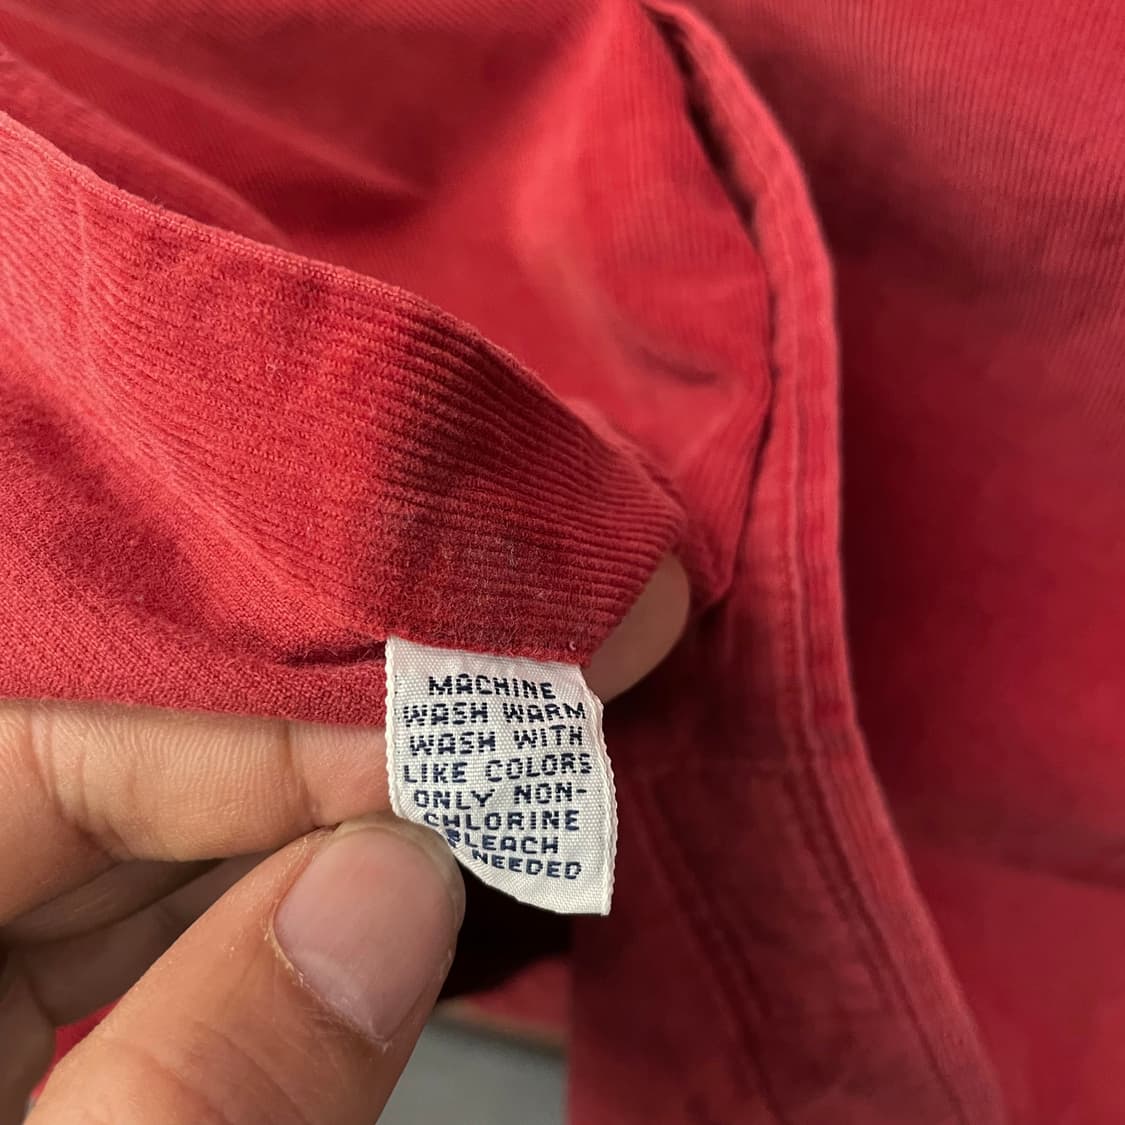 MACHINE
WASH WARM
WASH WITH
LIKE COLORS
ONLY NON-
CHLORINE
BLEACH
NEEDED